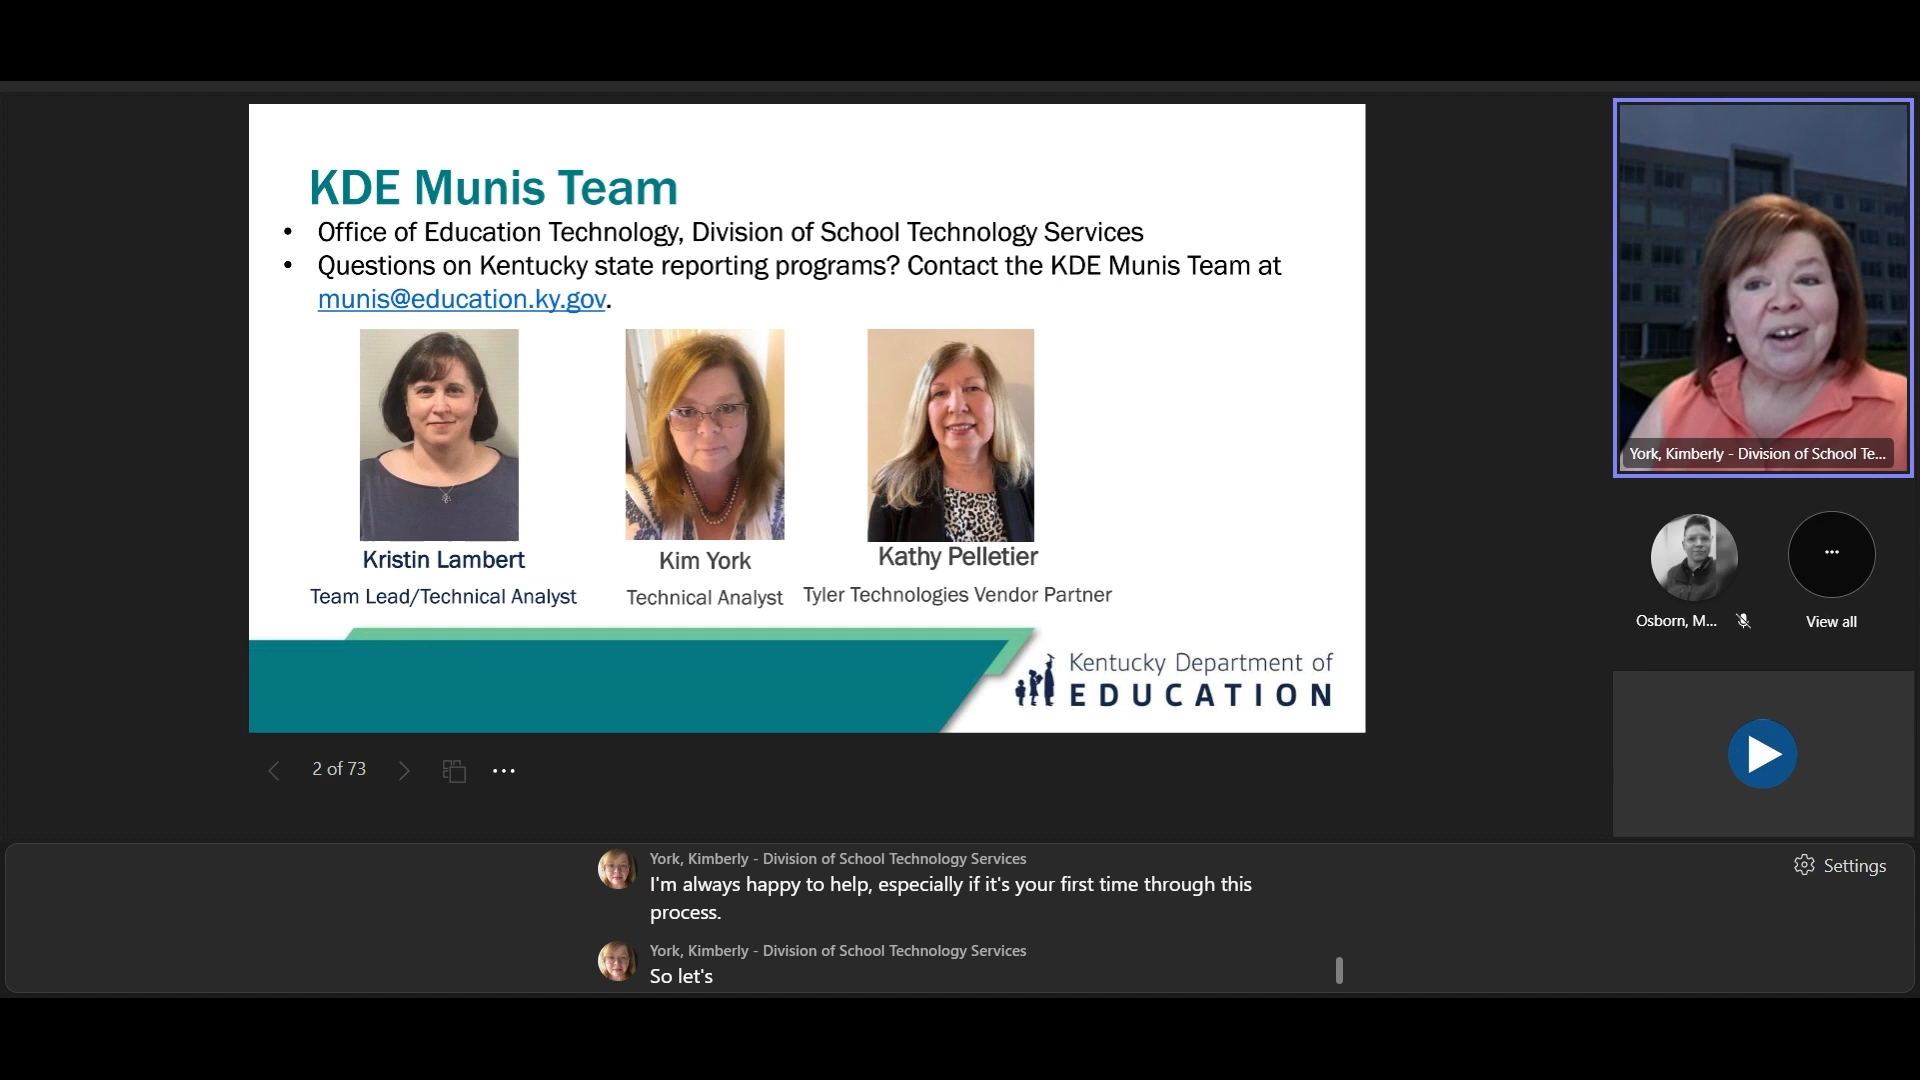 KDE Munis Team
• Office of Education Technology, Division of School Technology Services
• Questions on Kentucky state reporting programs? Contact the KDE Munis Team at
munis@education.ky.gov.
Kristin Lambert
Team Lead/Technical Analyst
Kim York
Technical Analyst
Kathy Pelletier
Tyler Technologies Vendor Partner
Kentucky Department of
EDUCATION
2 of 73
York, Kimberly - Division of School Te...
Osborn, M...
View all
York, Kimberly - Division of School Technology Services
I'm always happy to help, especially if it's your first time through this
process.
York, Kimberly - Division of School Technology Services
So let's
Settings